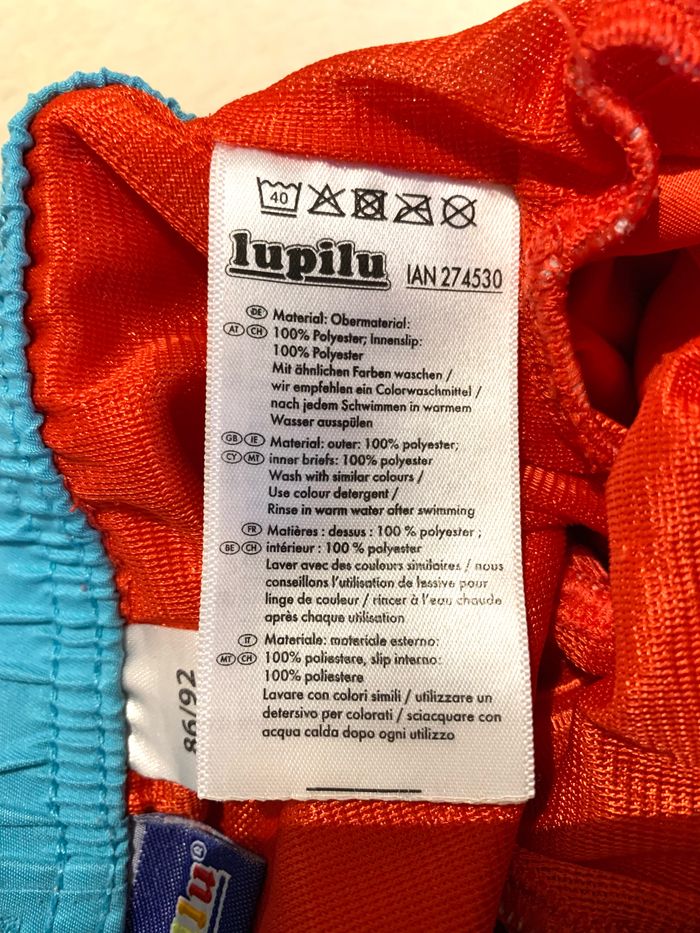 40
lupilu IAN 274530
DE Material: Obermaterial:
AT CH 100% Polyester; Innenslip:
100% Polyester
Mit ähnlichen Farben waschen /
wir empfehlen ein Colorwaschmittel /
nach jedem Schwimmen in warmem
Wasser ausspülen
GB IE Material: outer: 100% polyester;
CY MT inner briefs: 100% polyester
Wash with similar colours /
Use colour detergent /
Rinse in warm water after swimming
FR Matières : dessus : 100 % polyester ;
BE CH intérieur : 100 % polyester
Laver avec des couleurs similaires / nous
conseillons l'utilisation de lessive pour
linge de couleur / rincer à l'eau chaude
après chaque utilisation
IT Materiale: materiale esterno:
MT CH 100% poliestere, slip interno:
100% poliestere
Lavare con colori simili / utilizzare un
detersivo per colorati / sciacquare con
acqua calda dopo ogni utilizzo
86/92